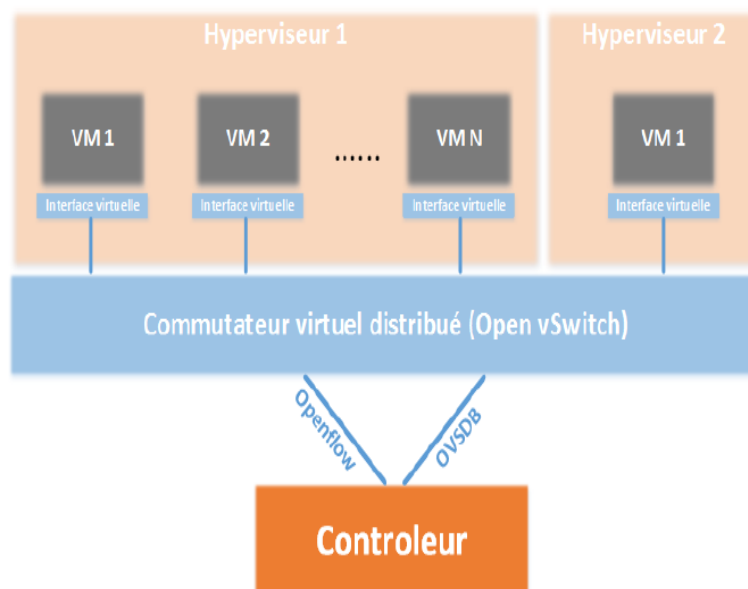 Hyperviseur 1
Hyperviseur 2
VM 1
VM 2
......
VM N
VM 1
Interface virtuelle
Interface virtuelle
Interface virtuelle
Interface virtuelle
Commutateur virtuel distribué (Open vSwitch)
Openflow
OVSDB
Controleur